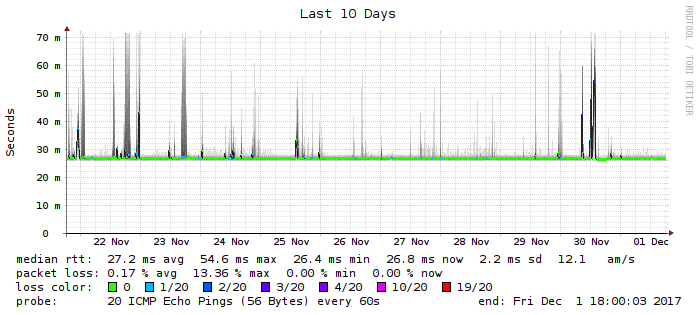 Last 10 Days
RRDTOOL / TOBI OETIKER
Seconds
70 m
60 m
50 m
40 m
30 m
20 m
10 m
0
22 Nov 23 Nov 24 Nov 25 Nov 26 Nov 27 Nov 28 Nov 29 Nov 30 Nov 01 Dec
median rtt: 27.2 ms avg 54.6 ms max 26.4 ms min 26.8 ms now 2.2 ms sd 12.1 am/s
packet loss: 0.17 % avg 13.36 % max 0.00 % min 0.00 % now
loss color: 0 1/20 2/20 3/20 4/20 10/20 19/20
probe: 20 ICMP Echo Pings (56 Bytes) every 60s end: Fri Dec 1 18:00:03 2017